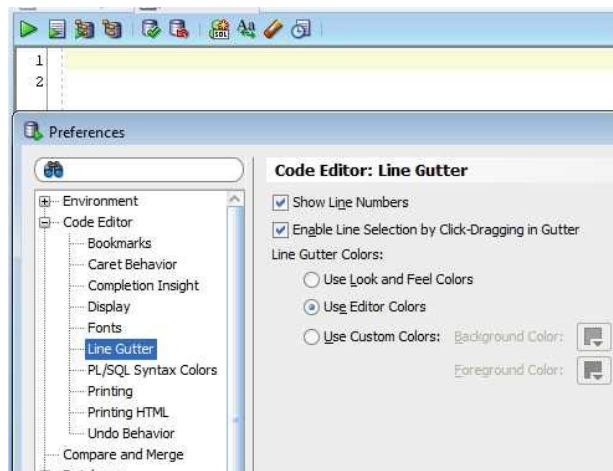 SQL
Aa
1
2
Preferences
Environment
Code Editor
Bookmarks
Caret Behavior
Completion Insight
Display
Fonts
Line Gutter
PL/SQL Syntax Colors
Printing
Printing HTML
Undo Behavior
Compare and Merge
Code Editor: Line Gutter
Show Line Numbers
Enable Line Selection by Click-Dragging in Gutter
Line Gutter Colors:
Use Look and Feel Colors
Use Editor Colors
Use Custom Colors: Background Color:
Foreground Color: